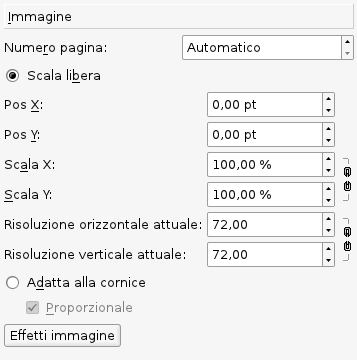 Immagine
Numero pagina: Automatico
Scala libera
Pos X: 0,00 pt
Pos Y: 0,00 pt
Scala X: 100,00 %
Scala Y: 100,00 %
Risoluzione orizzontale attuale: 72,00
Risoluzione verticale attuale: 72,00
Adatta alla cornice
Proporzionale
Effetti immagine